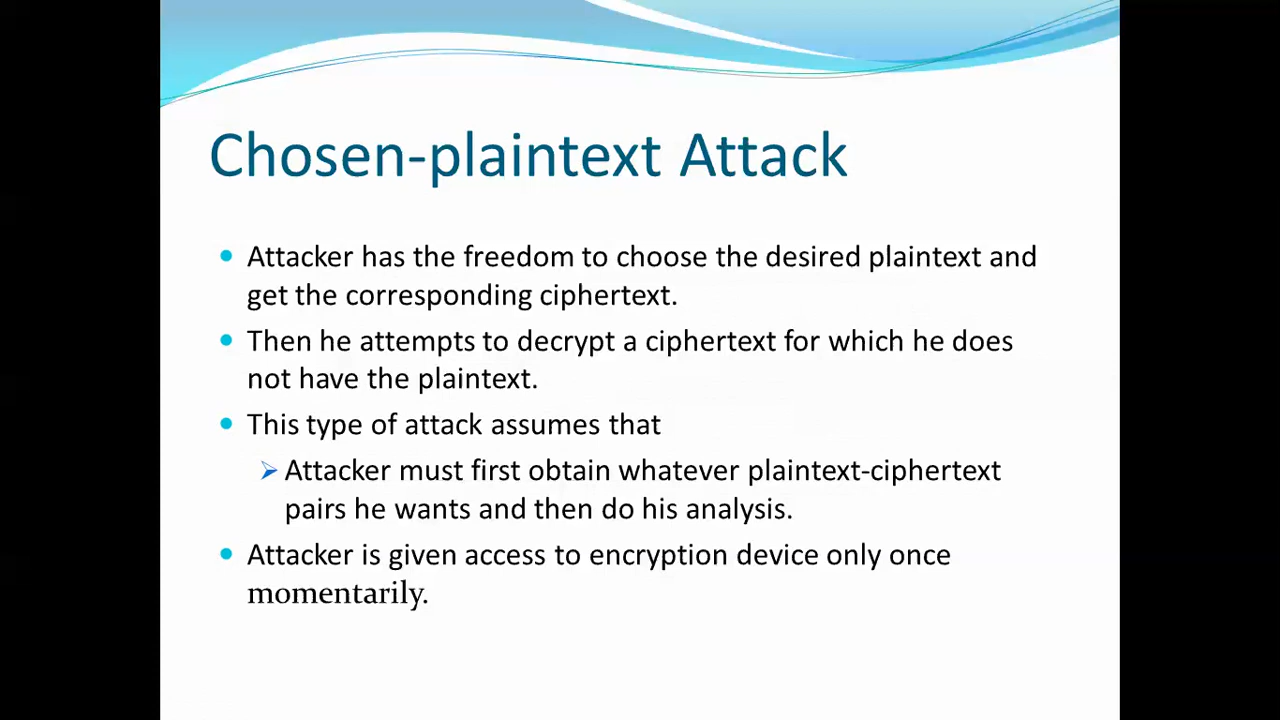 Chosen-plaintext Attack
Attacker has the freedom to choose the desired plaintext and
get the corresponding ciphertext.
Then he attempts to decrypt a ciphertext for which he does
not have the plaintext.
This type of attack assumes that
Attacker must first obtain whatever plaintext-ciphertext
pairs he wants and then do his analysis.
Attacker is given access to encryption device only once
momentarily.